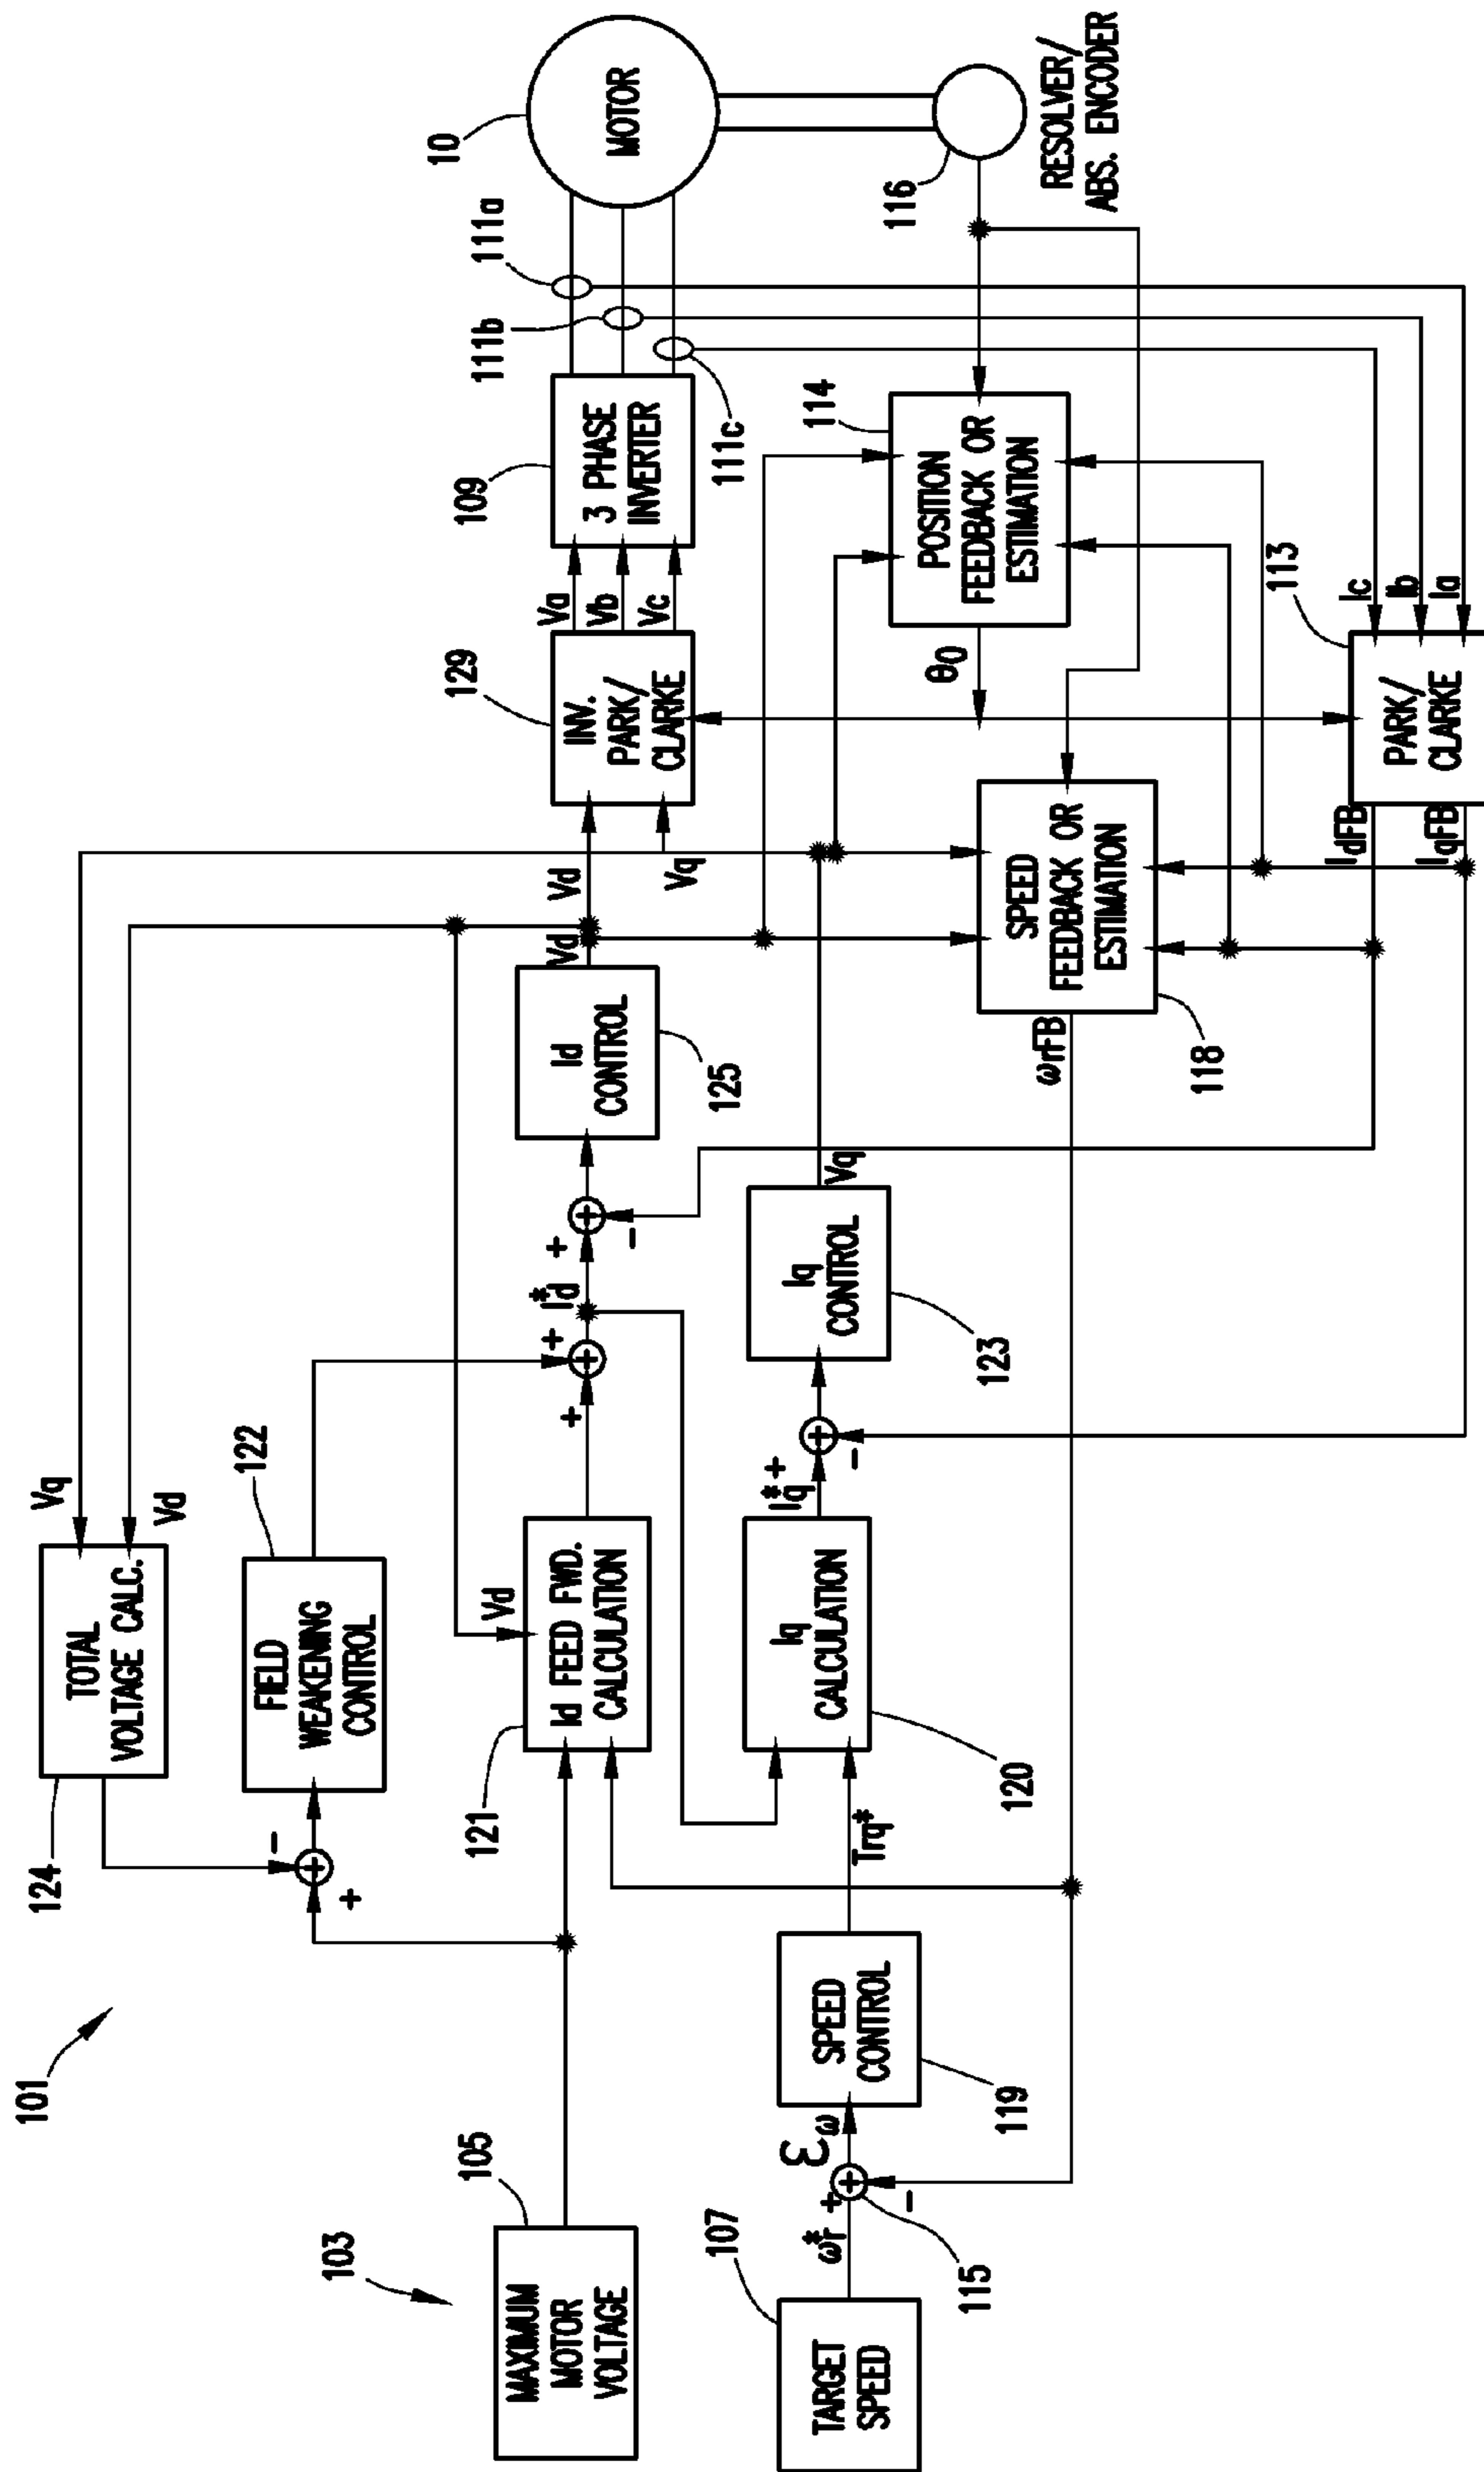 101
103
124
TOTAL
VOLTAGE CALC.
Vq
Vd
-
+
122
FIELD
WEAKENING
CONTROL
105
MAXIMUM
MOTOR
VOLTAGE
121
Id FEED FWD.
CALCULATION
Vd
+
+
I*d
+
-
Id
CONTROL
125
Vd
Vd
Vq
129
INV.
PARK/
CLARKE
Va
Vb
Vc
109
3 PHASE
INVERTER
111a
111b
111c
10
MOTOR
107
TARGET
SPEED
ωr*
+
-
115
εω
SPEED
CONTROL
119
Trq*
Iq
CALCULATION
120
I*q
+
-
Iq
CONTROL
123
Vq
114
POSITION
FEEDBACK OR
ESTIMATION
θ0
116
RESOLVER/
ABS. ENCODER
SPEED
FEEDBACK OR
ESTIMATION
ωrFB
118
113
PARK/
CLARKE
IdFB
IqFB
Ic
Ib
Ia